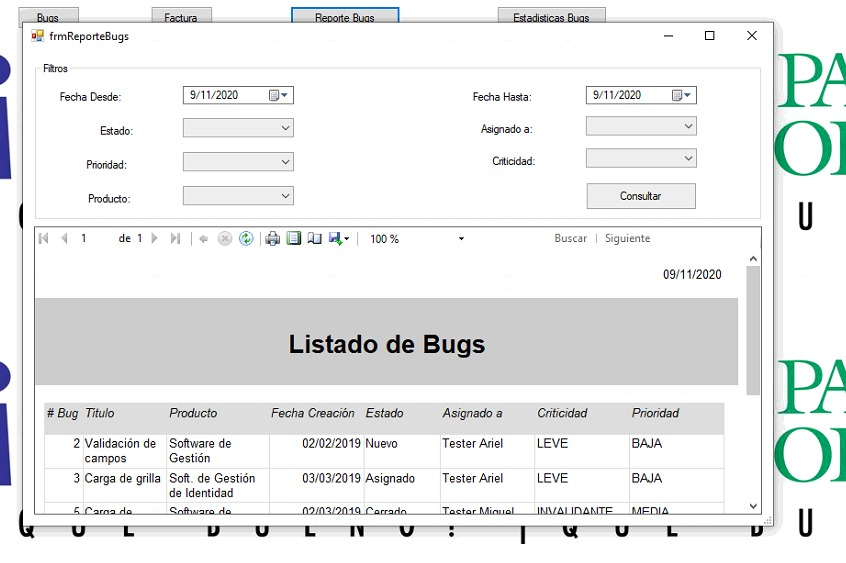 Bugs Factura Reporte Bugs Estadisticas Bugs
frmReporteBugs
Filtros
Fecha Desde: 9/11/2020 Fecha Hasta: 9/11/2020
Estado: Asignado a:
Prioridad: Criticidad:
Producto: Consultar
1 de 1 100 % Buscar | Siguiente
09/11/2020
Listado de Bugs
# Bug Titulo Producto Fecha Creación Estado Asignado a Criticidad Prioridad
2 Validación de campos Software de Gestión 02/02/2019 Nuevo Tester Ariel LEVE BAJA
3 Carga de grilla Soft. de Gestión de Identidad 03/03/2019 Asignado Tester Ariel LEVE BAJA
5 Carga de Software de 02/03/2019 Cerrado Tester Miguel INVALIDANTE MEDIA
PA
U
PA
QUE BUENO! ¡QUE BU